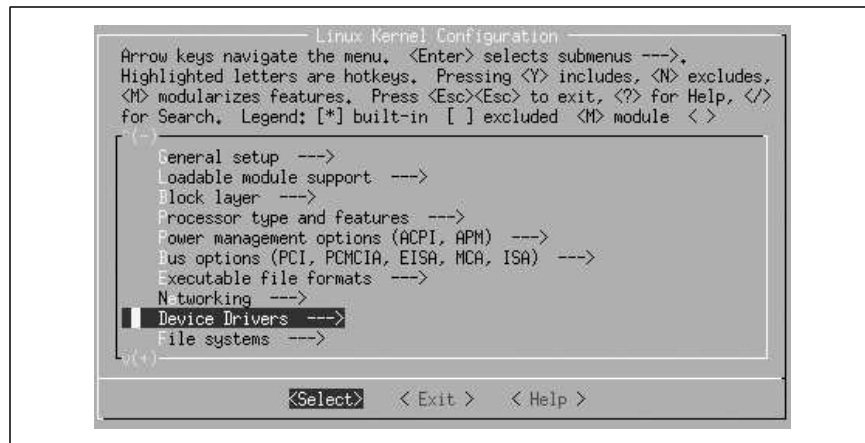 Linux Kernel Configuration
Arrow keys navigate the menu. <Enter> selects submenus --->.
Highlighted letters are hotkeys. Pressing <Y> includes, <N> excludes,
<M> modularizes features. Press <Esc><Esc> to exit, <?> for Help, </>
for Search. Legend: [*] built-in [ ] excluded <M> module < >
^(-)
General setup --->
Loadable module support --->
Block layer --->
Processor type and features --->
Power management options (ACPI, APM) --->
Bus options (PCI, PCMCIA, EISA, MCA, ISA) --->
Executable file formats --->
Networking --->
Device Drivers --->
File systems --->
v(+)
<Select> < Exit > < Help >